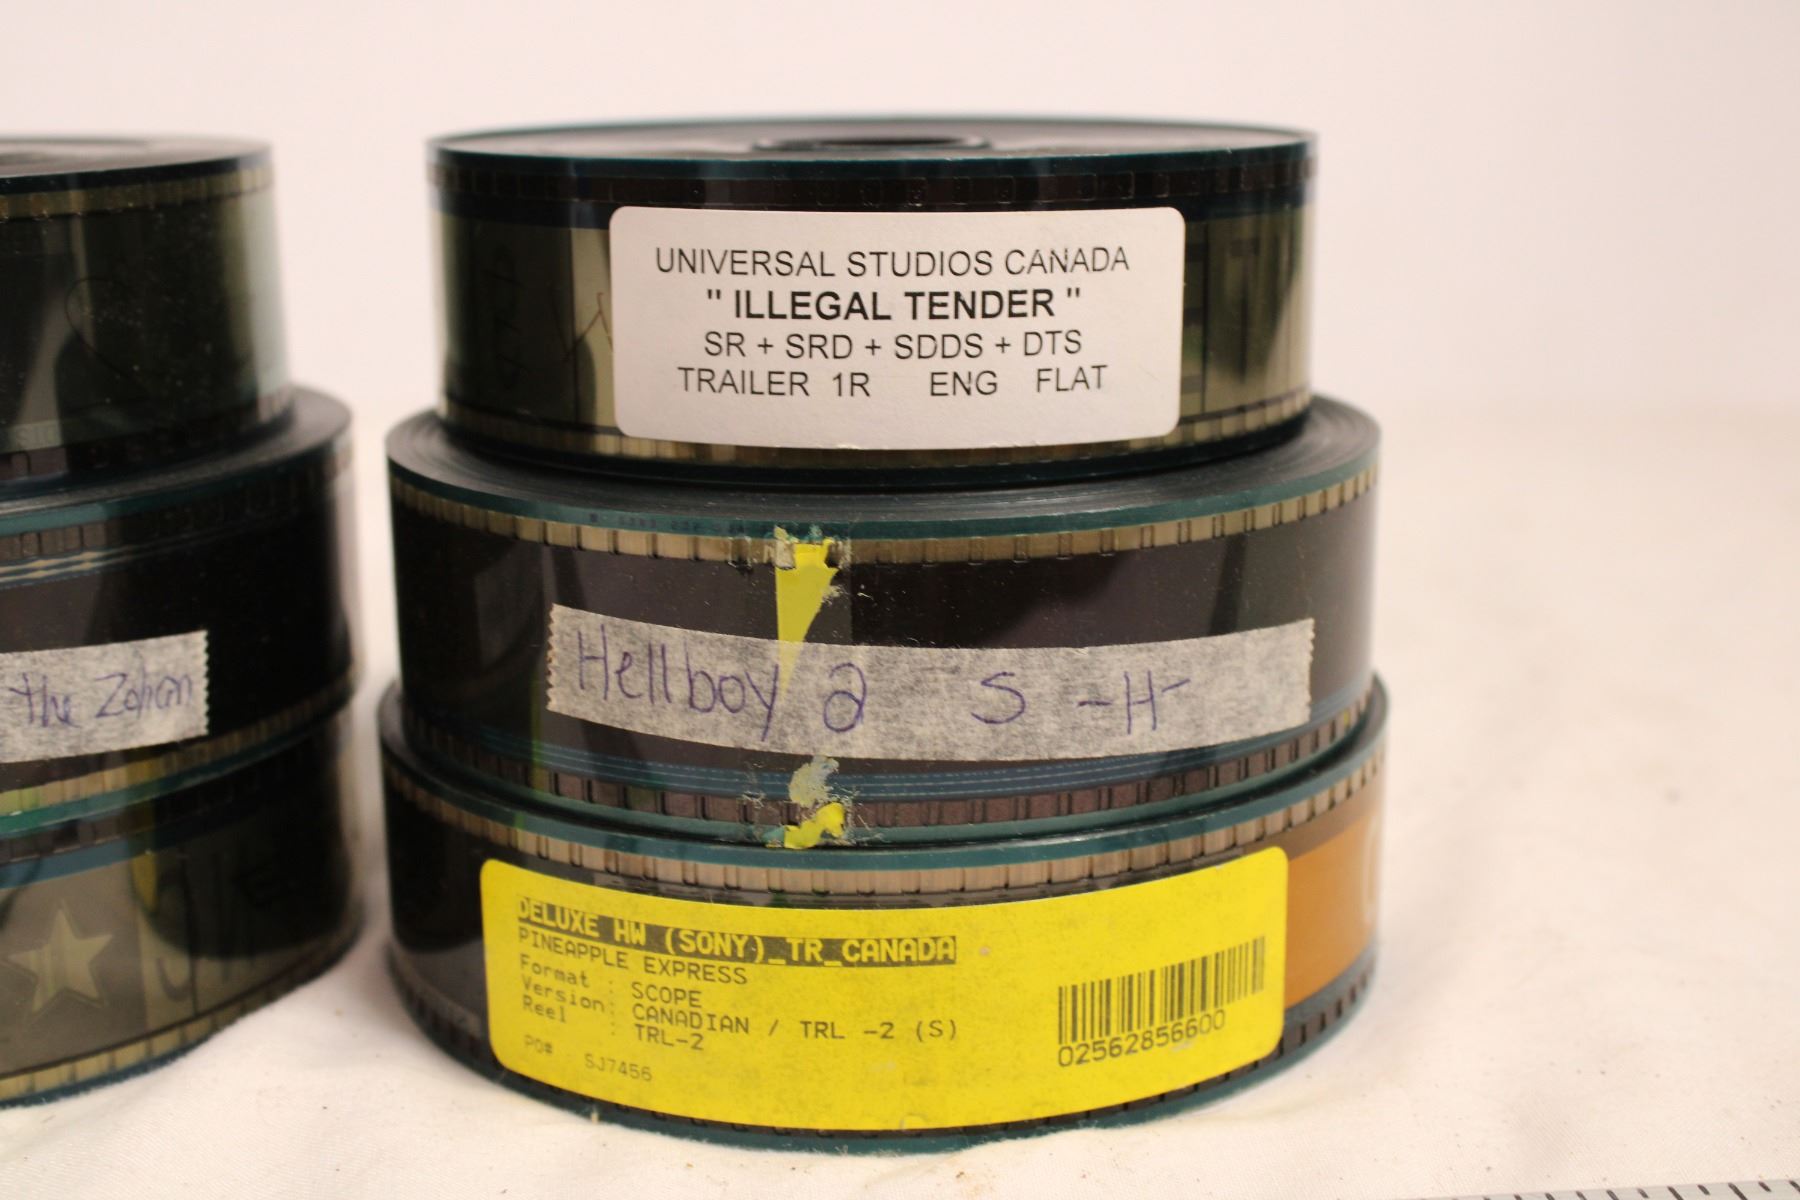 UNIVERSAL STUDIOS CANADA
" ILLEGAL TENDER "
SR + SRD + SDDS + DTS
TRAILER 1R ENG FLAT
the Zohan
Hellboy 2 S -H-
DELUXE HW (SONY)_TR_CANADA
PINEAPPLE EXPRESS
Format : SCOPE
Version: CANADIAN / TRL -2 (S)
Reel : TRL-2
PO# SJ7456
025628566600